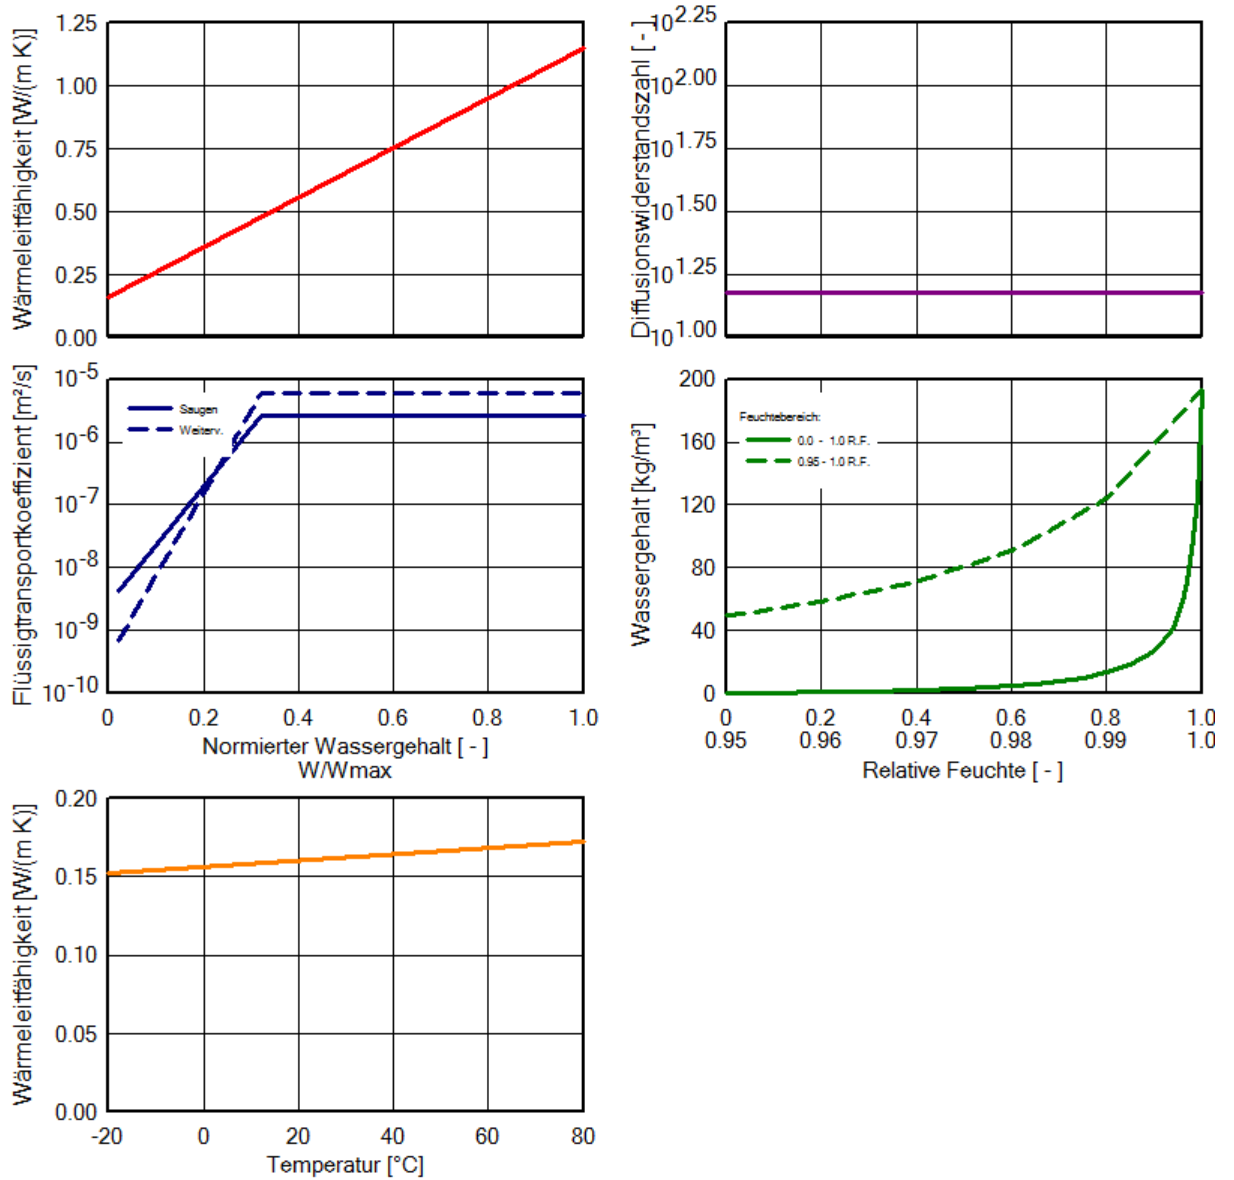 Wärmeleitfähigkeit [W/(m K)]
1.25
1.00
0.75
0.50
0.25
0.00
Diffusionswiderstandszahl [ - ]
10^2.25
10^2.00
10^1.75
10^1.50
10^1.25
10^1.00
Flüssigtransportkoeffizient [m²/s]
10^-5
10^-6
10^-7
10^-8
10^-9
10^-10
Saugen
Weiterv.
0 0.2 0.4 0.6 0.8 1.0
Normierter Wassergehalt [ - ]
W/Wmax
Wassergehalt [kg/m³]
200
160
120
80
40
0
Feuchtebereich:
0.0 - 1.0 R.F.
0.95 - 1.0 R.F.
0 0.2 0.4 0.6 0.8 1.0
0.95 0.96 0.97 0.98 0.99 1.0
Relative Feuchte [ - ]
Wärmeleitfähigkeit [W/(m K)]
0.20
0.15
0.10
0.05
0.00
-20 0 20 40 60 80
Temperatur [°C]